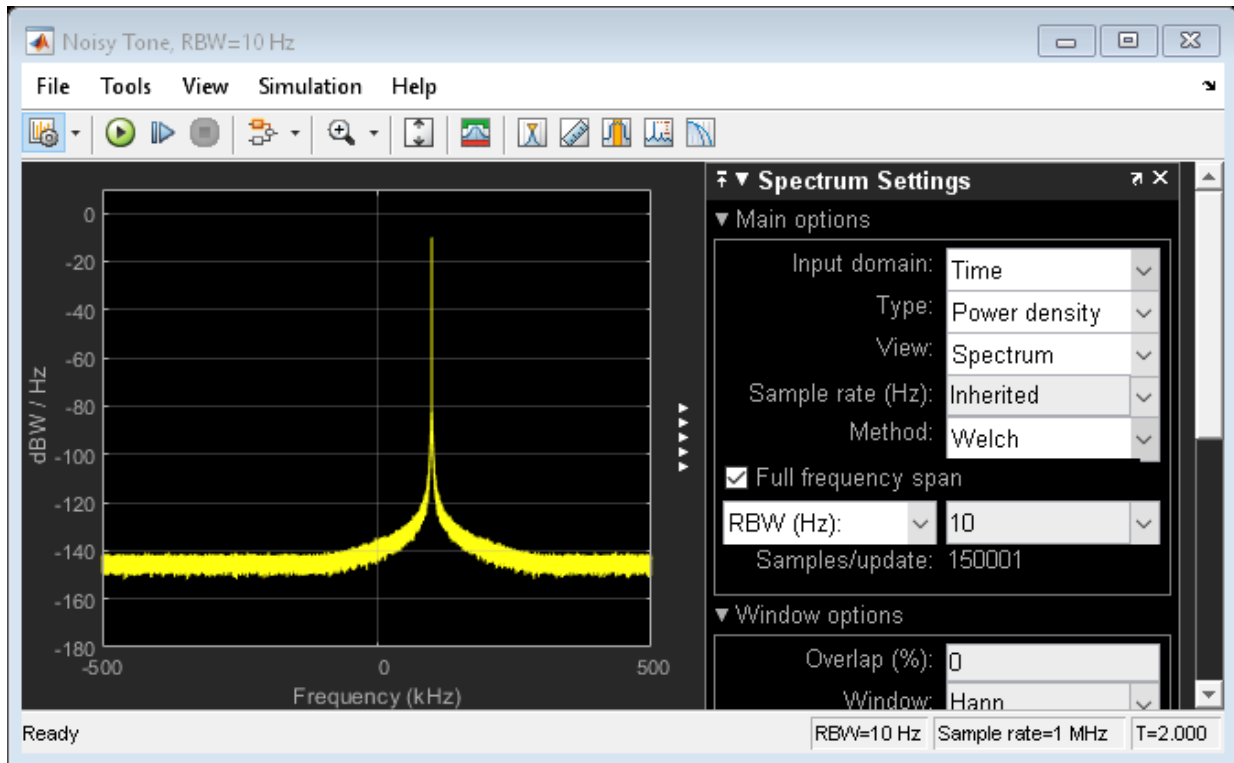 Noisy Tone, RBW=10 Hz
File Tools View Simulation Help
Spectrum Settings
Main options
Input domain: Time
Type: Power density
View: Spectrum
Sample rate (Hz): Inherited
Method: Welch
Full frequency span
RBW (Hz): 10
Samples/update: 150001
Window options
Overlap (%): 0
Window: Hann
dBW / Hz
0
-20
-40
-60
-80
-100
-120
-140
-160
-180
-500 0 500
Frequency (kHz)
Ready RBW=10 Hz Sample rate=1 MHz T=2.000